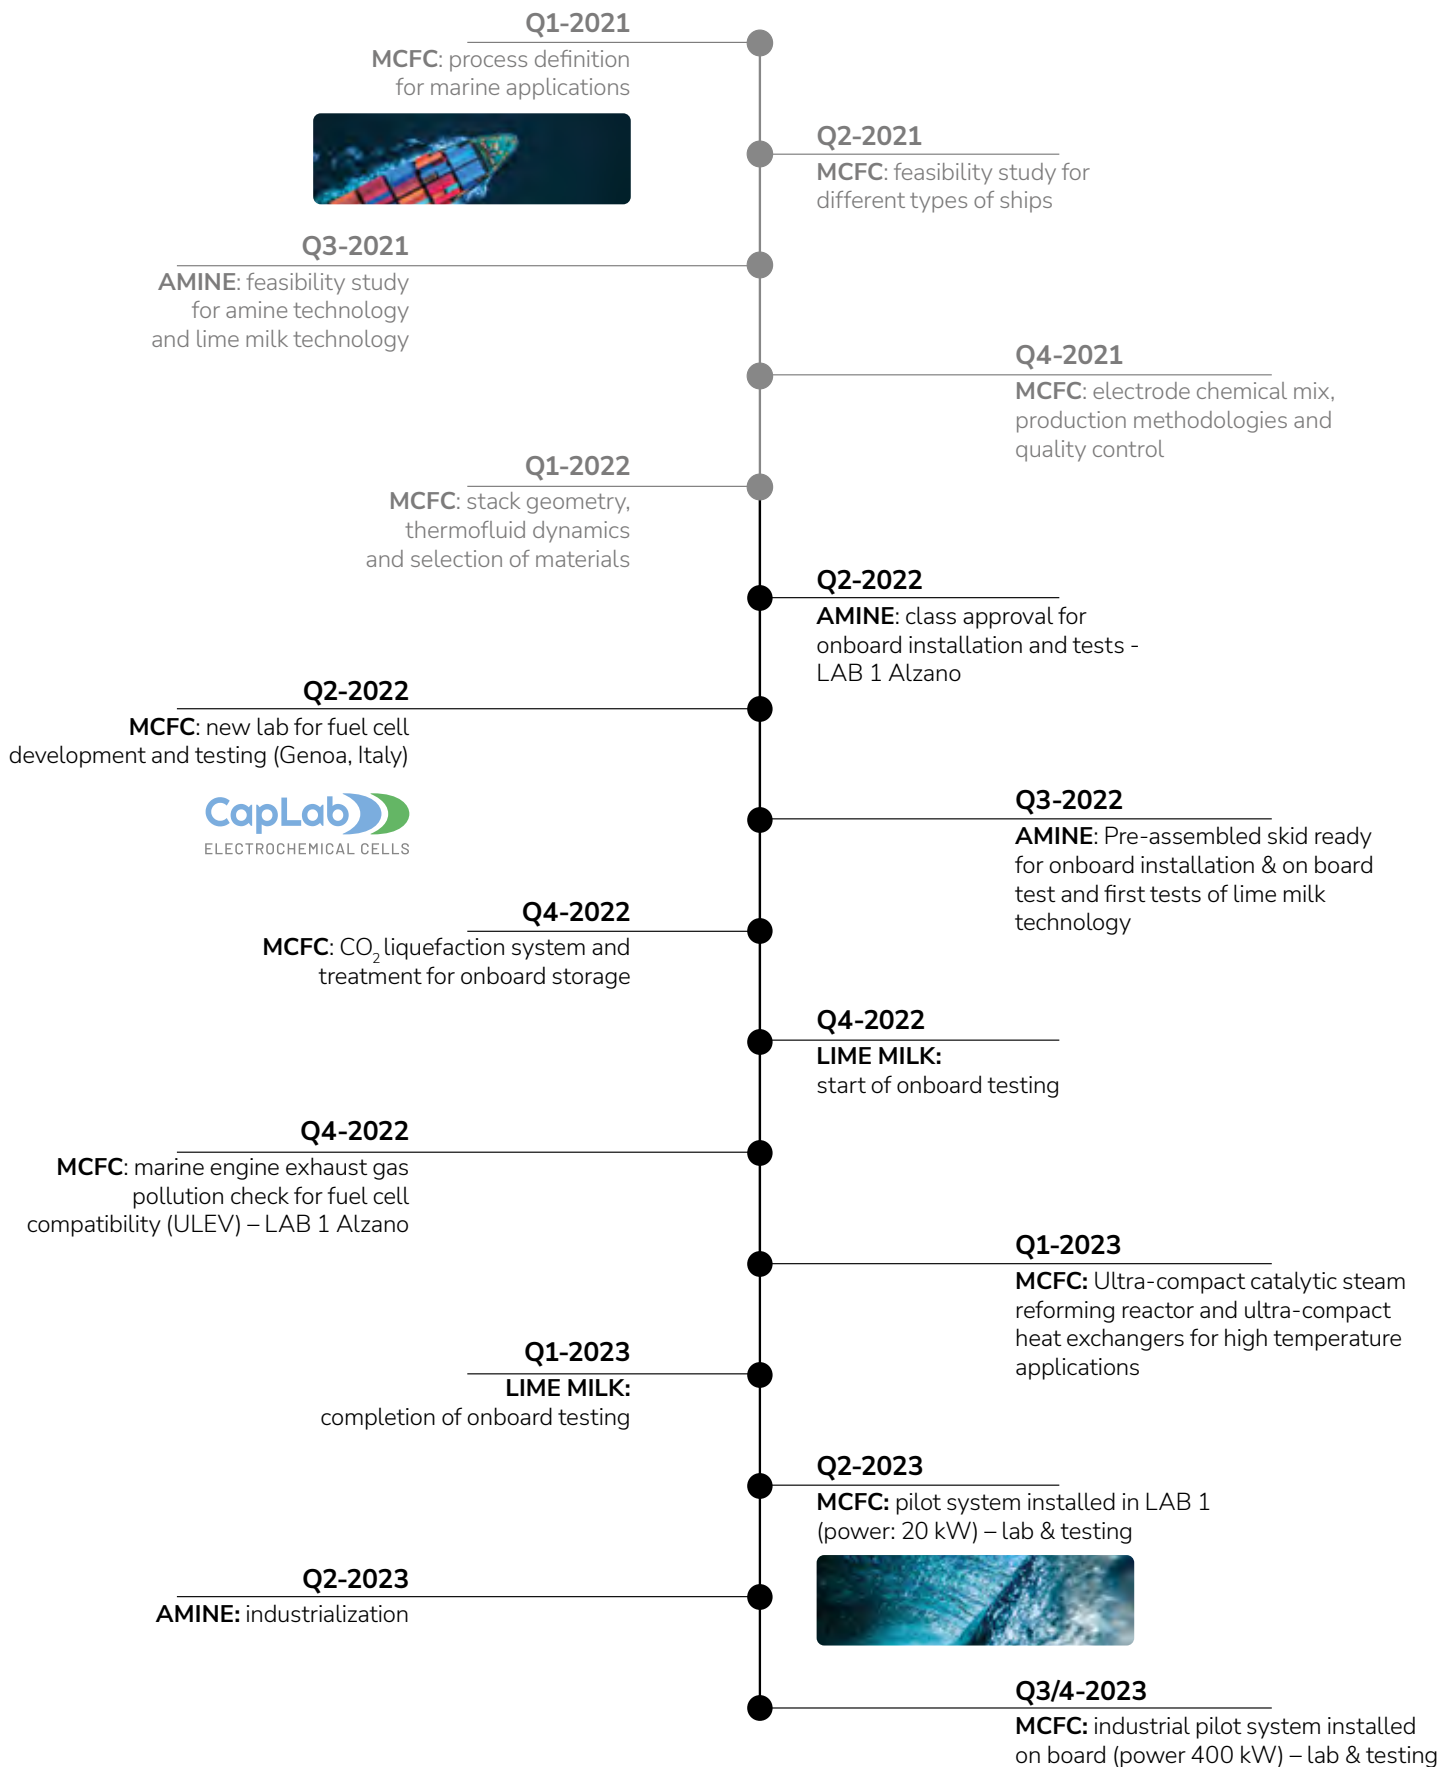 Q1-2021
MCFC: process definition
for marine applications
Q2-2021
MCFC: feasibility study for
different types of ships
Q3-2021
AMINE: feasibility study
for amine technology
and lime milk technology
Q4-2021
MCFC: electrode chemical mix,
production methodologies and
quality control
Q1-2022
MCFC: stack geometry,
thermofluid dynamics
and selection of materials
Q2-2022
AMINE: class approval for
onboard installation and tests -
LAB 1 Alzano
Q2-2022
MCFC: new lab for fuel cell
development and testing (Genoa, Italy)
CapLab
ELECTROCHEMICAL CELLS
Q3-2022
AMINE: Pre-assembled skid ready
for onboard installation & on board
test and first tests of lime milk
technology
Q4-2022
MCFC: CO₂ liquefaction system and
treatment for onboard storage
Q4-2022
LIME MILK:
start of onboard testing
Q4-2022
MCFC: marine engine exhaust gas
pollution check for fuel cell
compatibility (ULEV) – LAB 1 Alzano
Q1-2023
MCFC: Ultra-compact catalytic steam
reforming reactor and ultra-compact
heat exchangers for high temperature
applications
Q1-2023
LIME MILK:
completion of onboard testing
Q2-2023
MCFC: pilot system installed in LAB 1
(power: 20 kW) – lab & testing
Q2-2023
AMINE: industrialization
Q3/4-2023
MCFC: industrial pilot system installed
on board (power 400 kW) – lab & testing